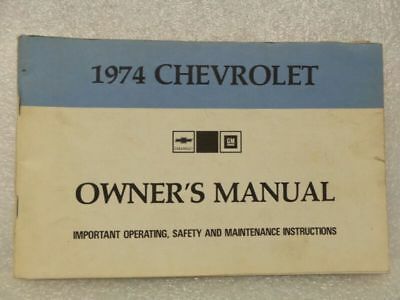 1974 CHEVROLET
CHEVROLET
GM
OWNER'S MANUAL
IMPORTANT OPERATING, SAFETY AND MAINTENANCE INSTRUCTIONS